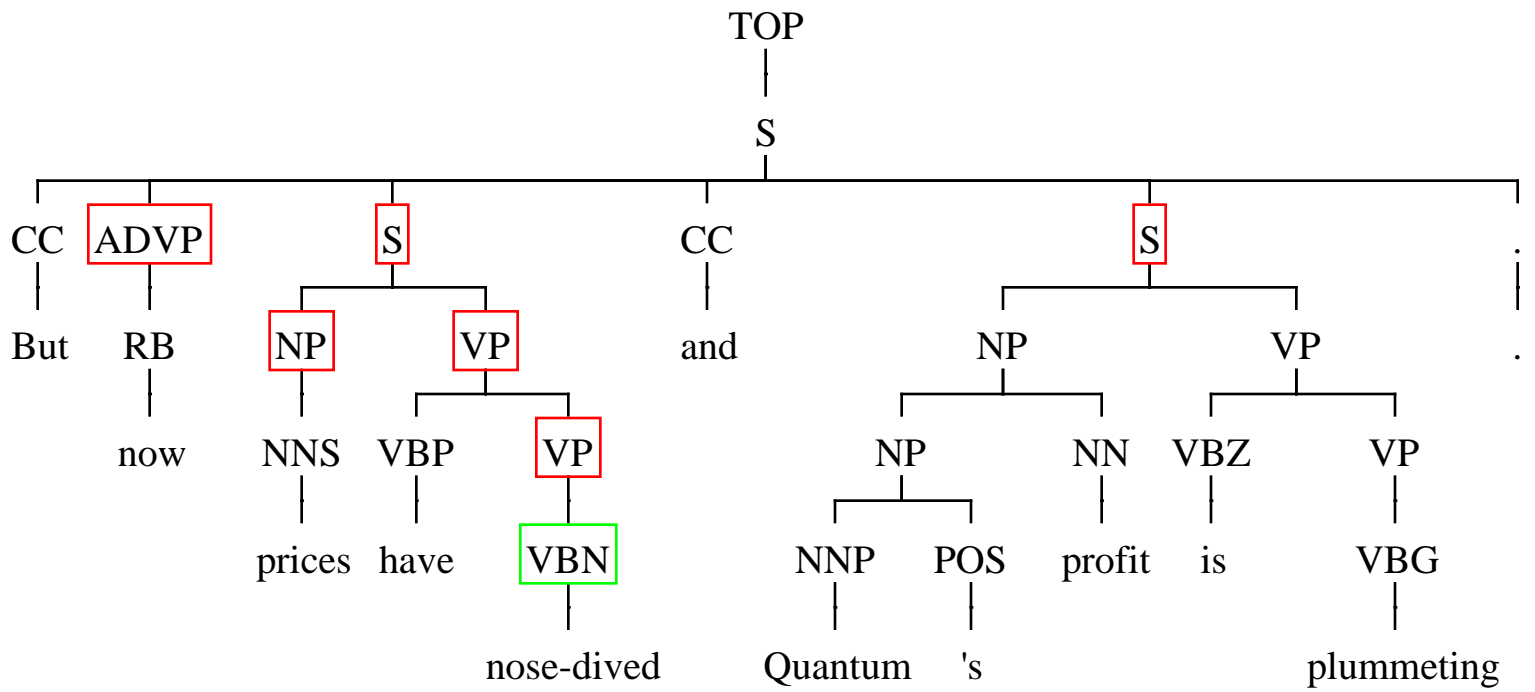 TOP
S
CC ADVP S CC S .
But RB NP VP and NP VP .
now NNS VBP VP NP NN VBZ VP
prices have VBN NNP POS profit is VBG
nose-dived Quantum 's plummeting